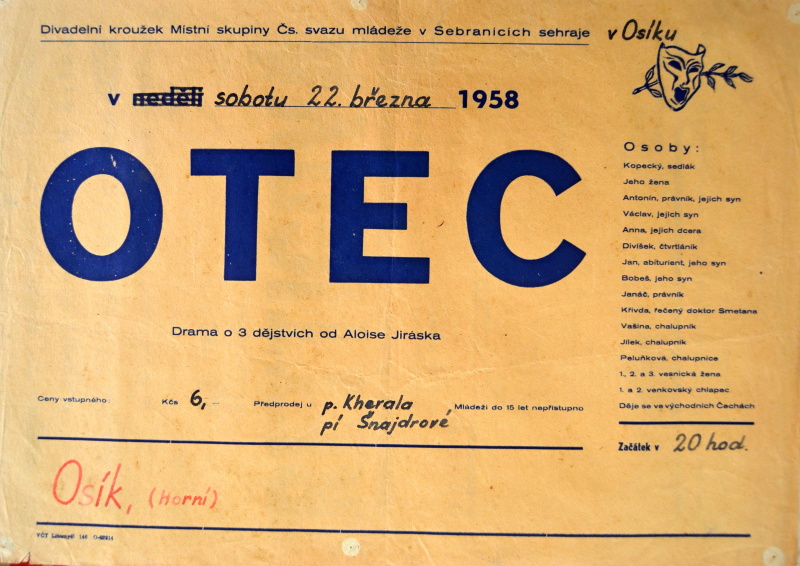 Divadelní kroužek Místní skupiny Čs. svazu mládeže v Sebranicích sehraje v Osíku
v neděli sobotu 22. března 1958
OTEC
Drama o 3 dějstvích od Aloise Jiráska
Osoby:
Kopecký, sedlák
Jeho žena
Antonín, právník, jejich syn
Václav, jejich syn
Anna, jejich dcera
Divíšek, čtvrtláník
Jan, abiturient, jeho syn
Bobeš, jeho syn
Janáč, právník
Křivda, řečený doktor Smetana
Vašina, chalupník
Jílek, chalupník
Peluňková, chalupnice
1., 2. a 3. vesnická žena
1. a 2. venkovský chlapec
Děje se ve východních Čechách
Začátek v 20 hod.
Ceny vstupného: Kčs 6,– Předprodej u p. Kherala
pí Šnajdrové
Mládeži do 15 let nepřístupno
Osík, (Horní)